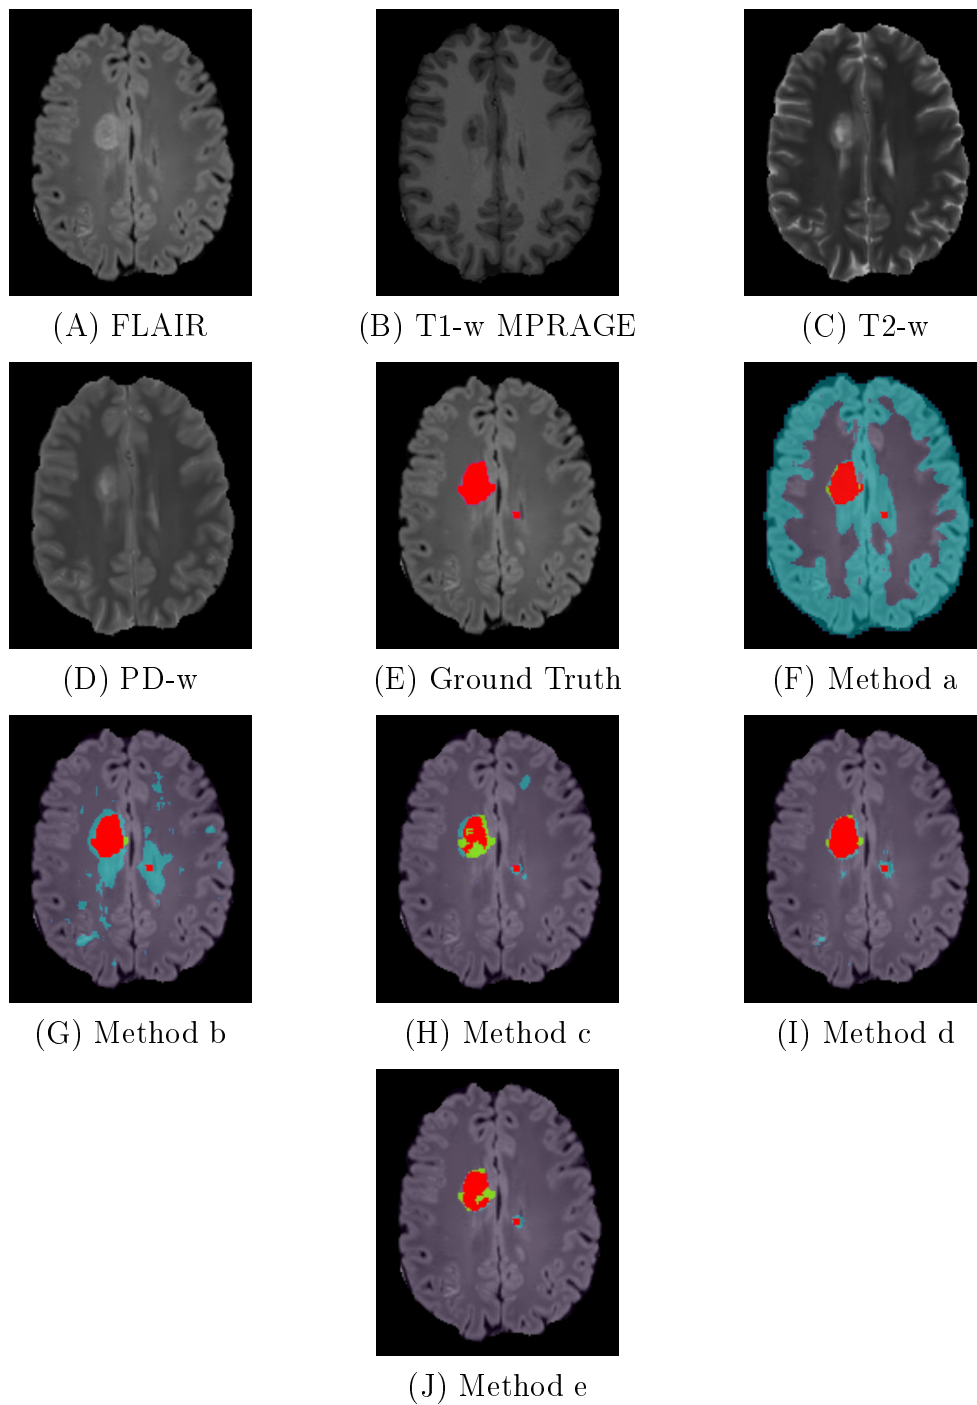 (A) FLAIR
(B) T1-w MPRAGE
(C) T2-w
(D) PD-w
(E) Ground Truth
(F) Method a
(G) Method b
(H) Method c
(I) Method d
(J) Method e